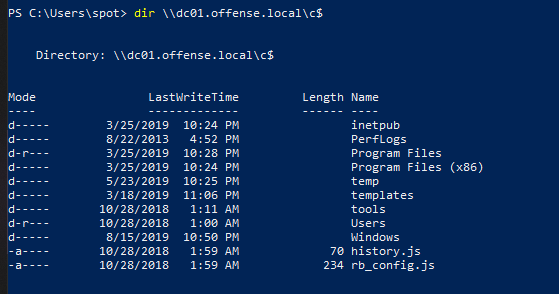 PS C:\Users\spot> dir \\dc01.offense.local\c$
Directory: \\dc01.offense.local\c$
Mode                LastWriteTime         Length Name
----                -------------         ------ ----
d-----        3/25/2019  10:24 PM                inetpub
d-----        8/22/2013   4:52 PM                PerfLogs
d-r---        3/25/2019  10:28 PM                Program Files
d-----        3/25/2019  10:24 PM                Program Files (x86)
d-----        5/23/2019  10:25 PM                temp
d-----        3/18/2019  11:06 PM                templates
d-----       10/28/2018   1:11 AM                tools
d-r---       10/28/2018   1:00 AM                Users
d-----        8/15/2019  10:50 PM                Windows
-a----       10/28/2018   1:59 AM             70 history.js
-a----       10/28/2018   1:59 AM            234 rb_config.js